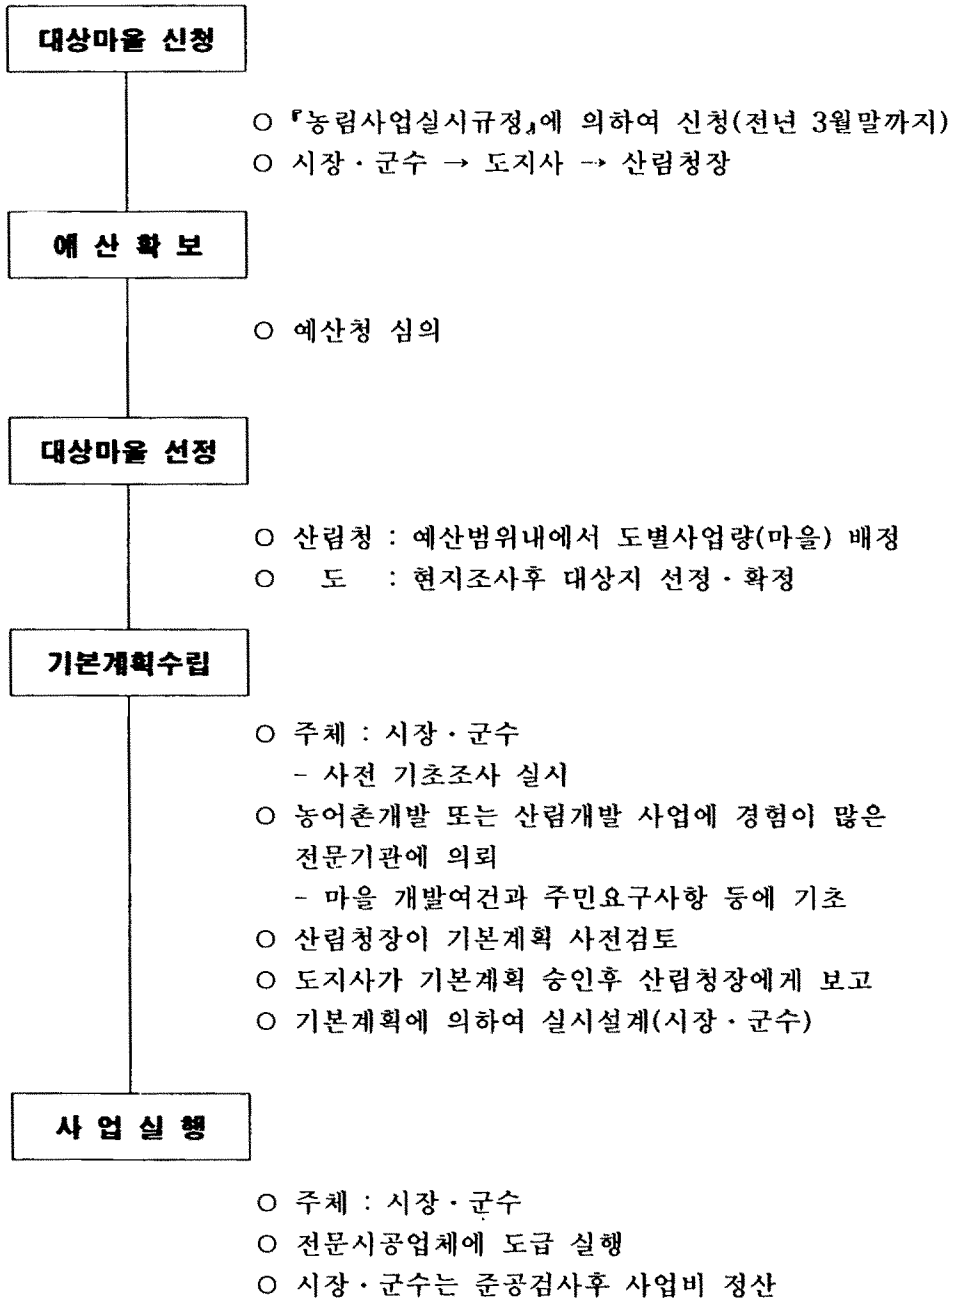 대상마을 신청
○ 『농림사업실시규정』에 의하여 신청(전년 3월말까지)
○ 시장·군수 → 도지사 → 산림청장
예 산 확 보
○ 예산청 심의
대상마을 선정
○ 산림청 : 예산범위내에서 도별사업량(마을) 배정
○ 도 : 현지조사후 대상지 선정·확정
기본계획수립
○ 주체 : 시장·군수
- 사전 기초조사 실시
○ 농어촌개발 또는 산림개발 사업에 경험이 많은
전문기관에 의뢰
- 마을 개발여건과 주민요구사항 등에 기초
○ 산림청장이 기본계획 사전검토
○ 도지사가 기본계획 승인후 산림청장에게 보고
○ 기본계획에 의하여 실시설계(시장·군수)
사 업 실 행
○ 주체 : 시장·군수
○ 전문시공업체에 도급 실행
○ 시장·군수는 준공검사후 사업비 정산